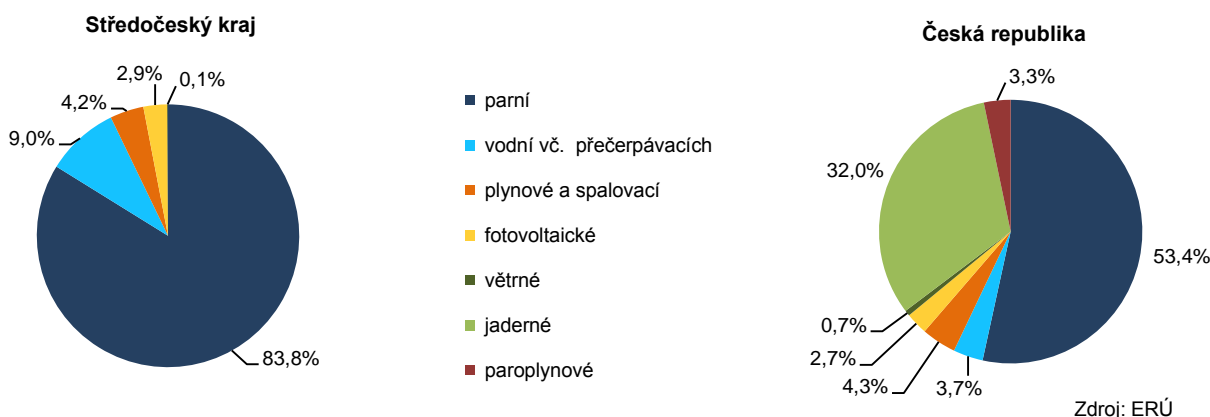 Středočeský kraj
2,9%
0,1%
4,2%
9,0%
83,8%
parní
vodní vč.  přečerpávacích
plynové a spalovací
fotovoltaické
větrné
jaderné
paroplynové
Česká republika
3,3%
32,0%
53,4%
0,7%
2,7%
4,3%
3,7%
Zdroj: ERÚ